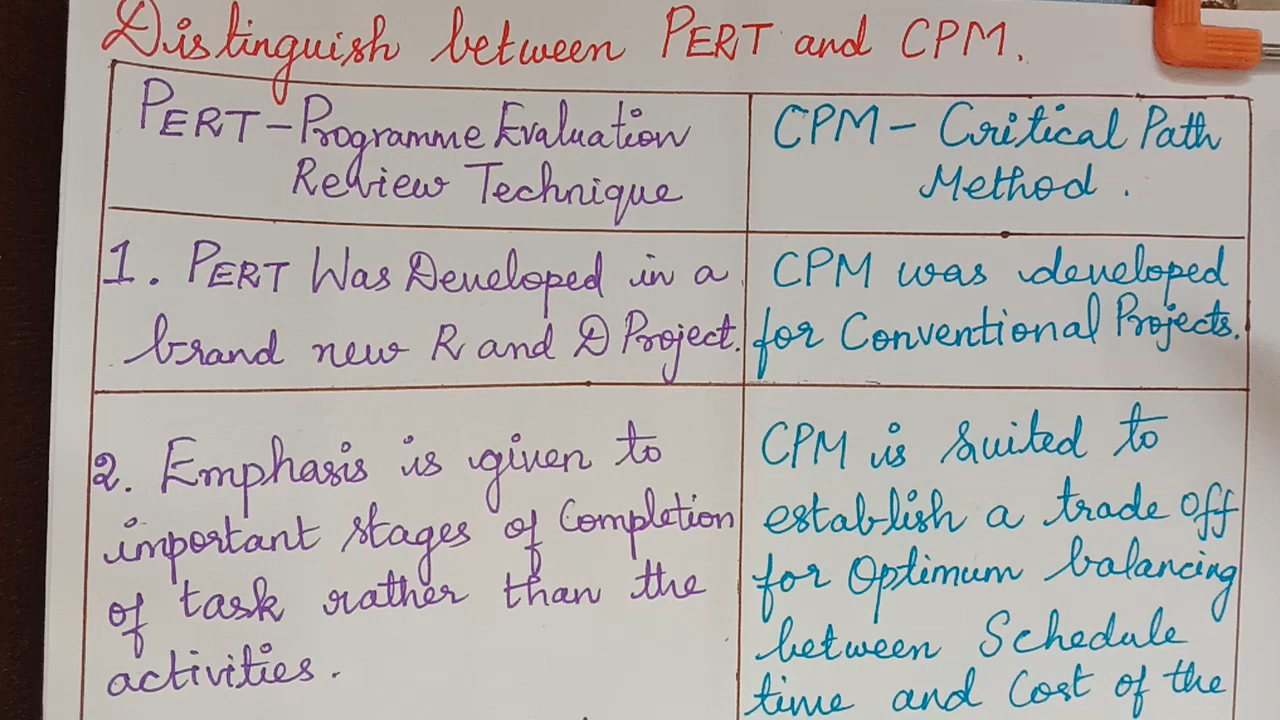 Distinguish between PERT and CPM.
PERT - Programme Evaluation
Review Technique
CPM - Critical Path
Method.
1. PERT Was Developed in a
brand new R and D Project.
CPM was developed
for Conventional Projects.
2. Emphasis is given to
important stages of Completion
of task rather than the
activities.
CPM is suited to
establish a trade off
for Optimum balancing
between Schedule
time and Cost of the